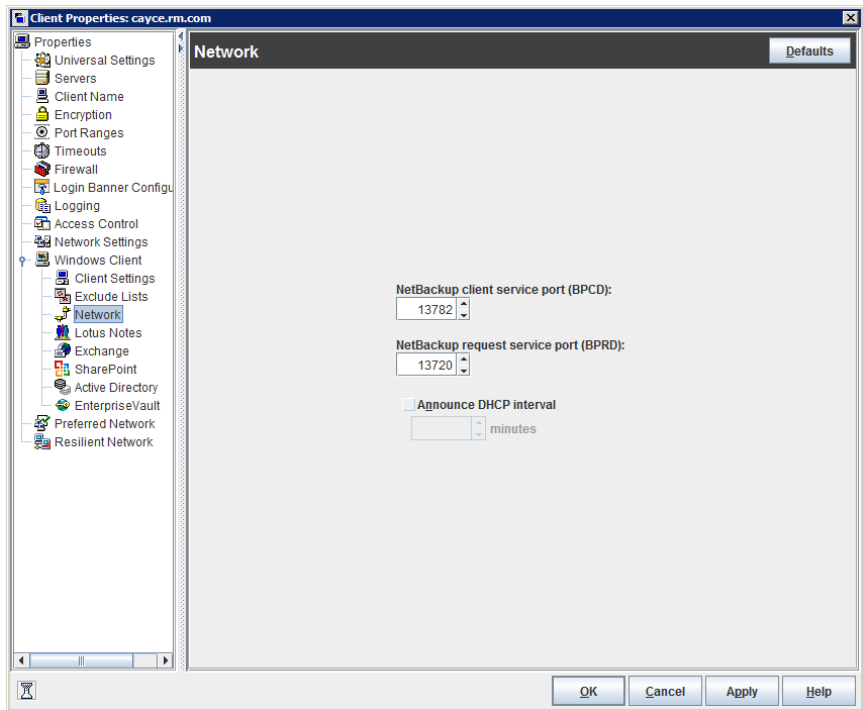 Client Properties: cayce.rm.com
Properties
Universal Settings
Servers
Client Name
Encryption
Port Ranges
Timeouts
Firewall
Login Banner Configu
Logging
Access Control
Network Settings
Windows Client
Client Settings
Exclude Lists
Network
Lotus Notes
Exchange
SharePoint
Active Directory
EnterpriseVault
Preferred Network
Resilient Network
Network
Defaults
NetBackup client service port (BPCD):
13782
NetBackup request service port (BPRD):
13720
Announce DHCP interval
minutes
OK
Cancel
Apply
Help